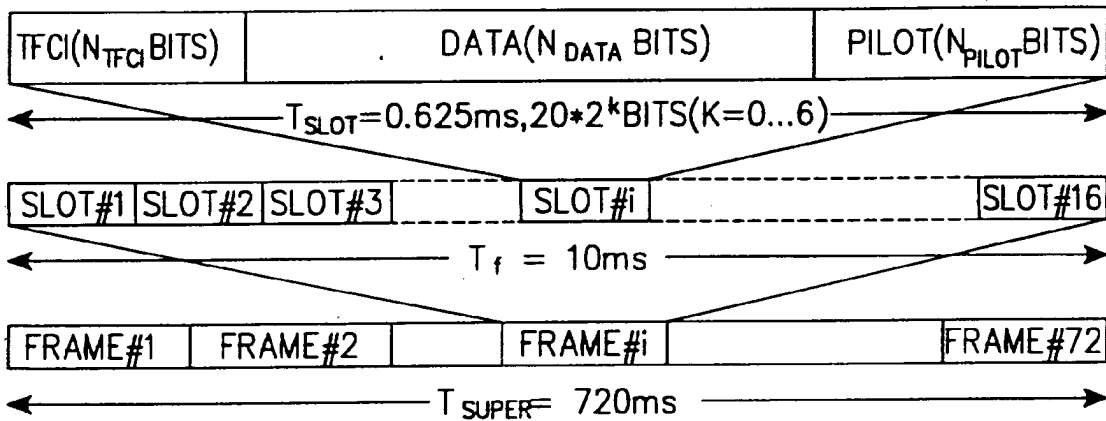 TFCI(N_TFCI BITS) DATA(N_DATA BITS) PILOT(N_PILOT BITS)
T_SLOT=0.625ms,20*2^k BITS(K=0...6)
SLOT#1 SLOT#2 SLOT#3 SLOT#i SLOT#16
T_f = 10ms
FRAME#1 FRAME#2 FRAME#i FRAME#72
T_SUPER= 720ms